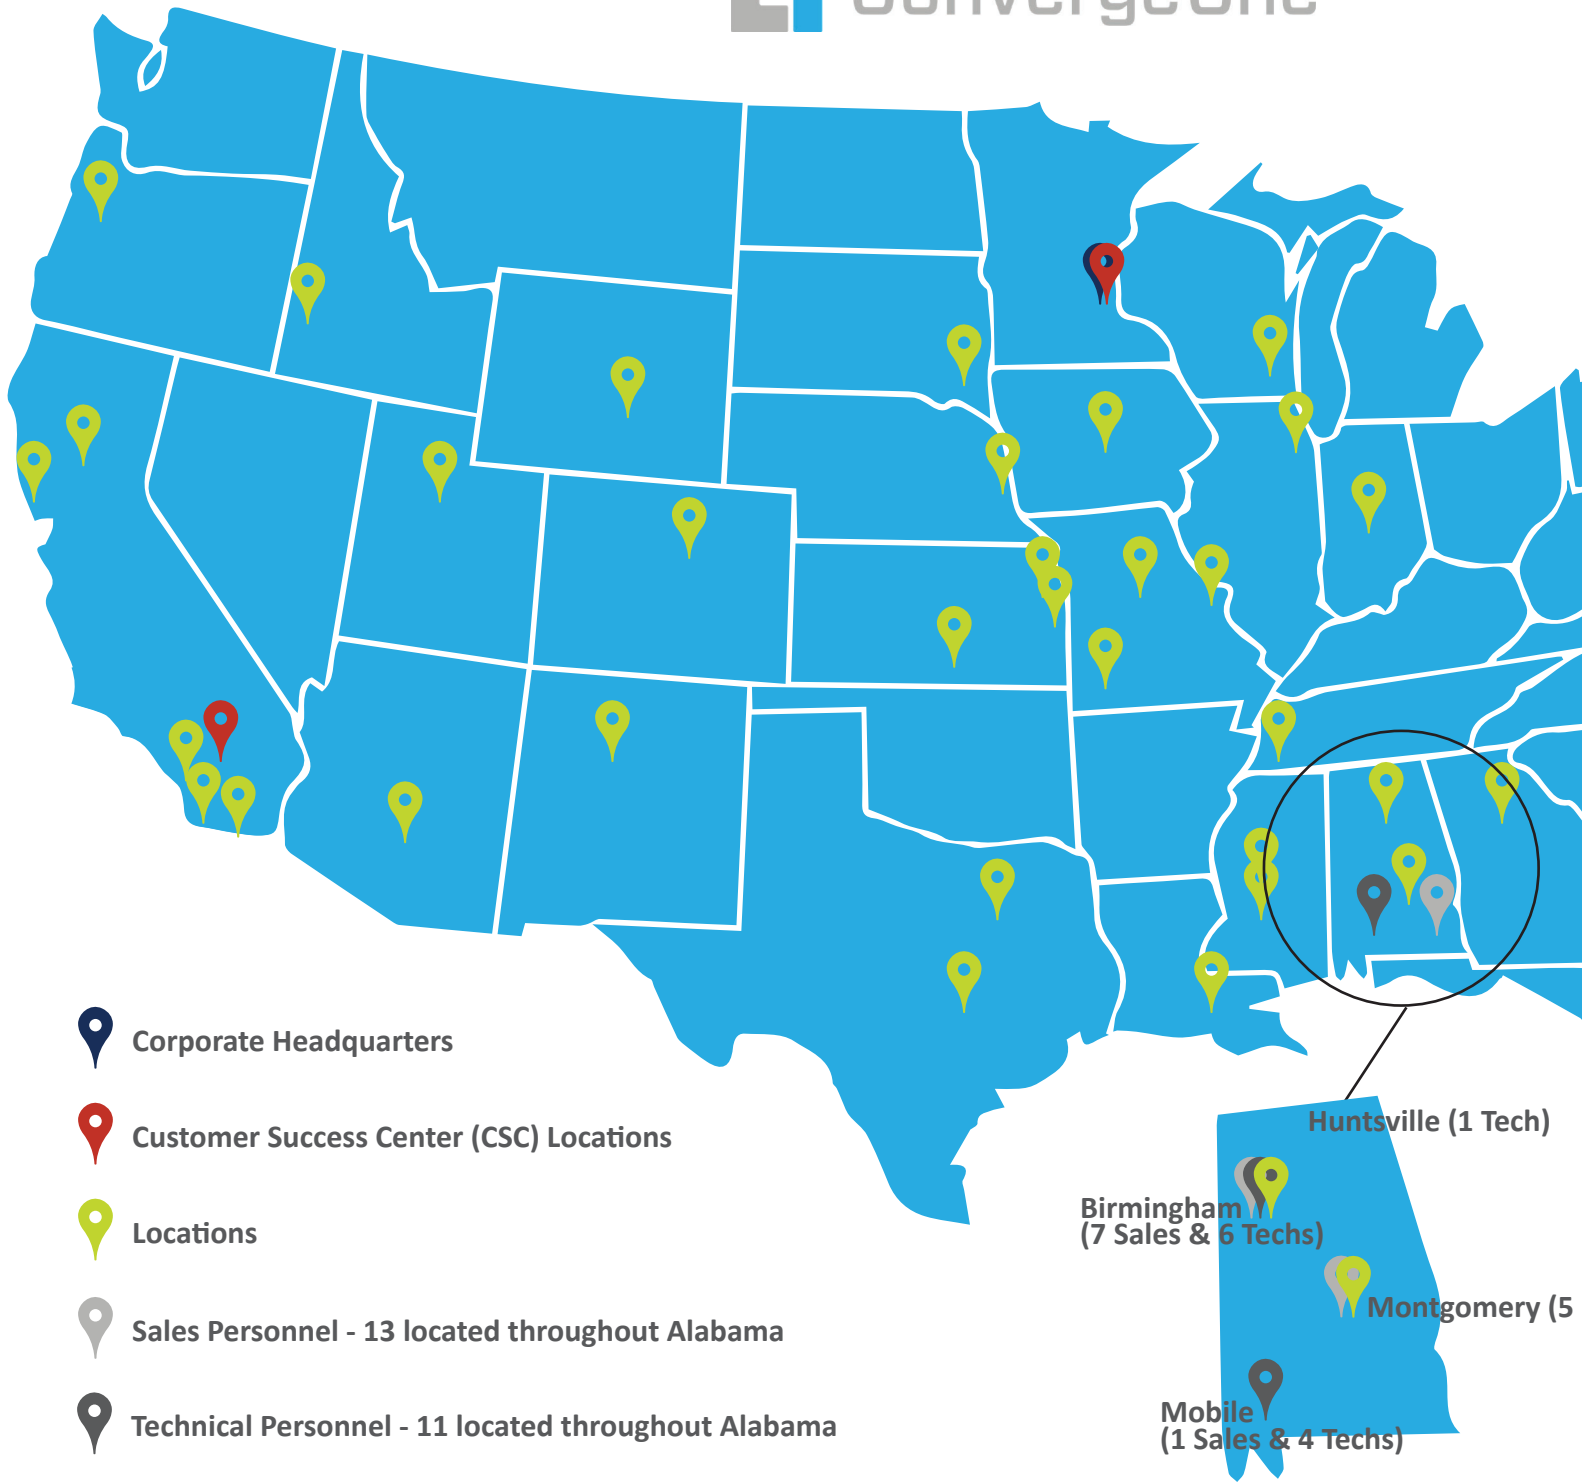 ConvergeOne
Corporate Headquarters
Customer Success Center (CSC) Locations
Locations
Sales Personnel - 13 located throughout Alabama
Technical Personnel - 11 located throughout Alabama
Huntsville (1 Tech)
Birmingham
(7 Sales & 6 Techs)
Montgomery (5
Mobile
(1 Sales & 4 Techs)